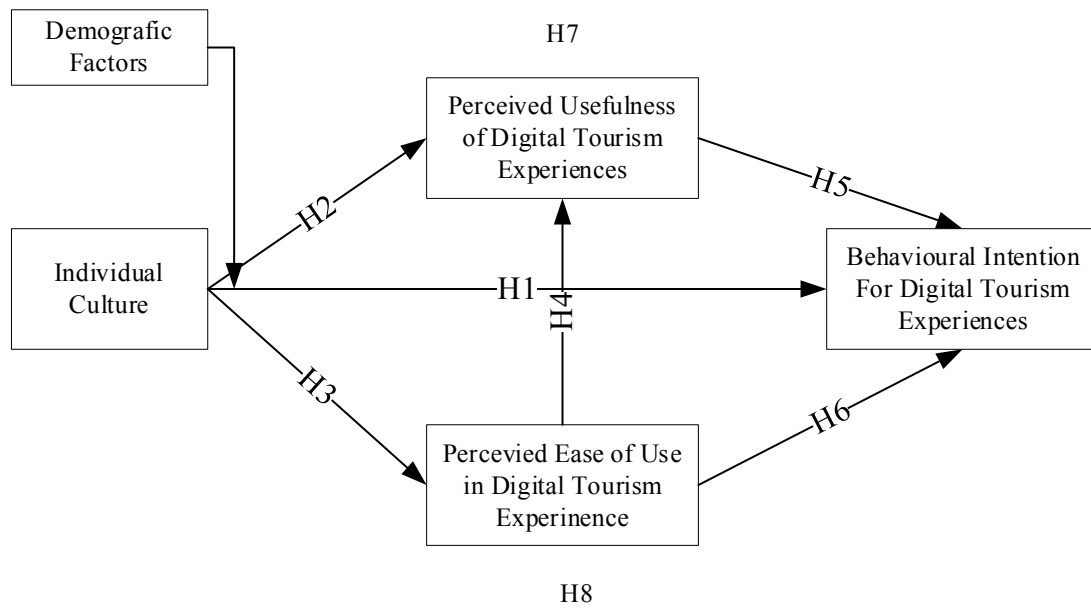 Demografic
Factors
H7
Perceived Usefulness
of Digital Tourism
Experiences
H2
H5
Individual
Culture
H1
H4
Behavioural Intention
For Digital Tourism
Experiences
H3
H6
Percevied Ease of Use
in Digital Tourism
Experinence
H8